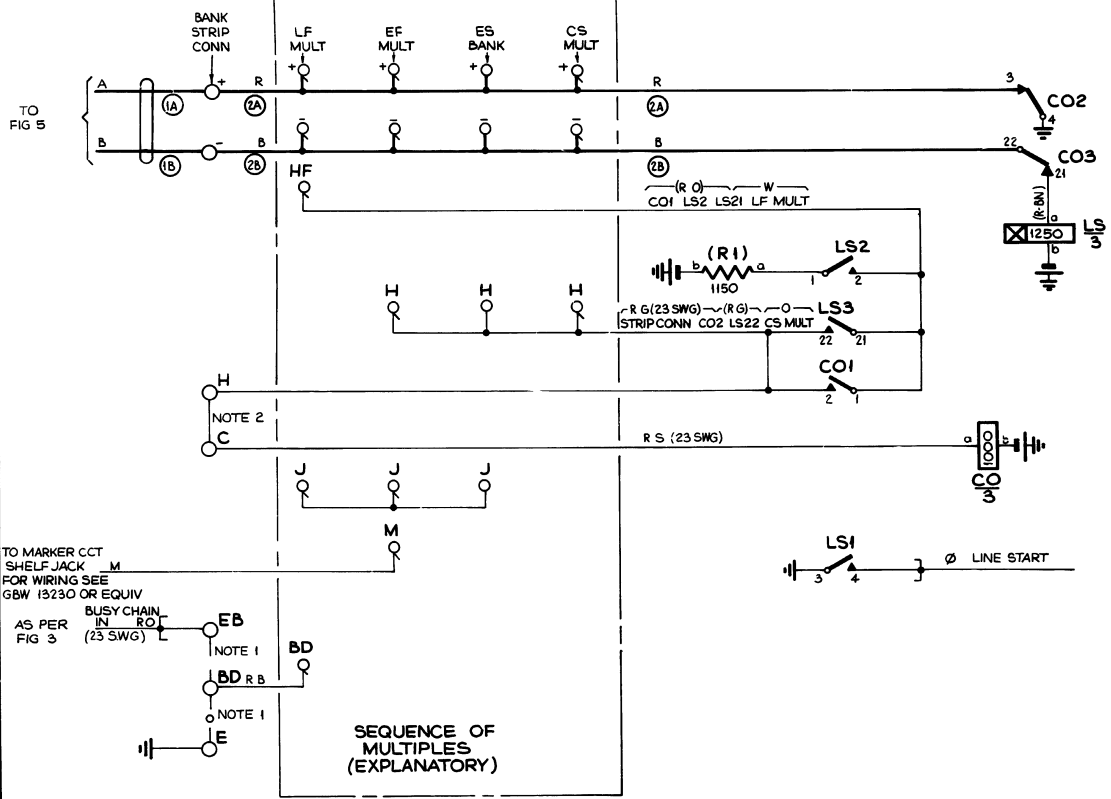 BANK
STRIP
CONN
LF
MULT
EF
MULT
ES
BANK
CS
MULT
+ + + +
TO
FIG 5
A
1A
+
R
2A
R
2A
3
CO2
4
B
1B
-
B
2B
- - - -
B
2B
22
CO3
21
HF
(R O) W
CO1 LS2 LS21 LF MULT
(R-BN)
a
1250
LS
3
b
(R1)
b
a
1150
LS2
1
2
H
H
H
R G (23 SWG) (R G) O
STRIP CONN CO2 LS22 CS MULT
LS3
22
21
CO1
2
1
H
NOTE 2
C
R S (23 SWG)
a
1000
CO
3
J
J
J
M
TO MARKER CCT
SHELF JACK M
FOR WIRING SEE
GBW 13230 OR EQUIV
LS1
3
4
Ø LINE START
AS PER
FIG 3
BUSY CHAIN
IN RO
(23 S.WG)
EB
NOTE 1
BD
BD R B
NOTE 1
E
SEQUENCE OF
MULTIPLES
(EXPLANATORY)